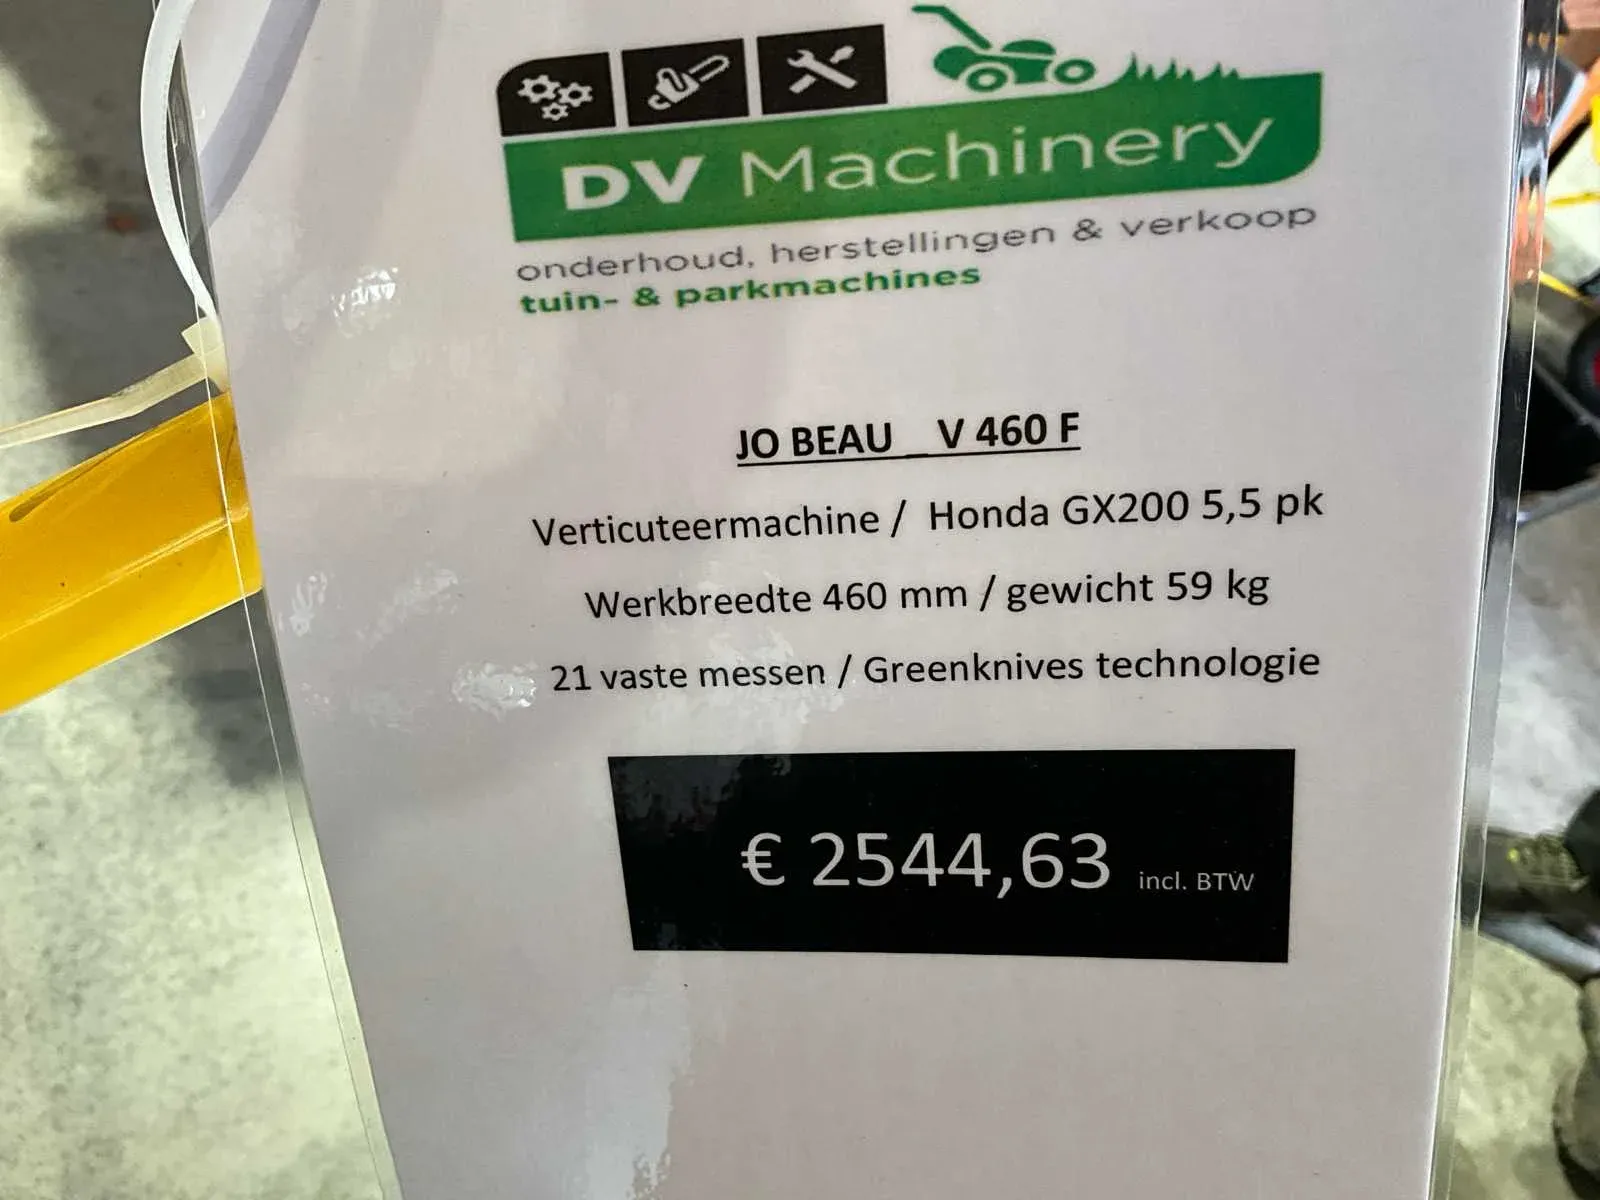 DV Machinery
onderhoud, herstellingen & verkoop
tuin- & parkmachines
JO BEAU _ V 460 F
Verticuteermachine / Honda GX200 5,5 pk
Werkbreedte 460 mm / gewicht 59 kg
21 vaste messen / Greenknives technologie
€ 2544,63 incl. BTW